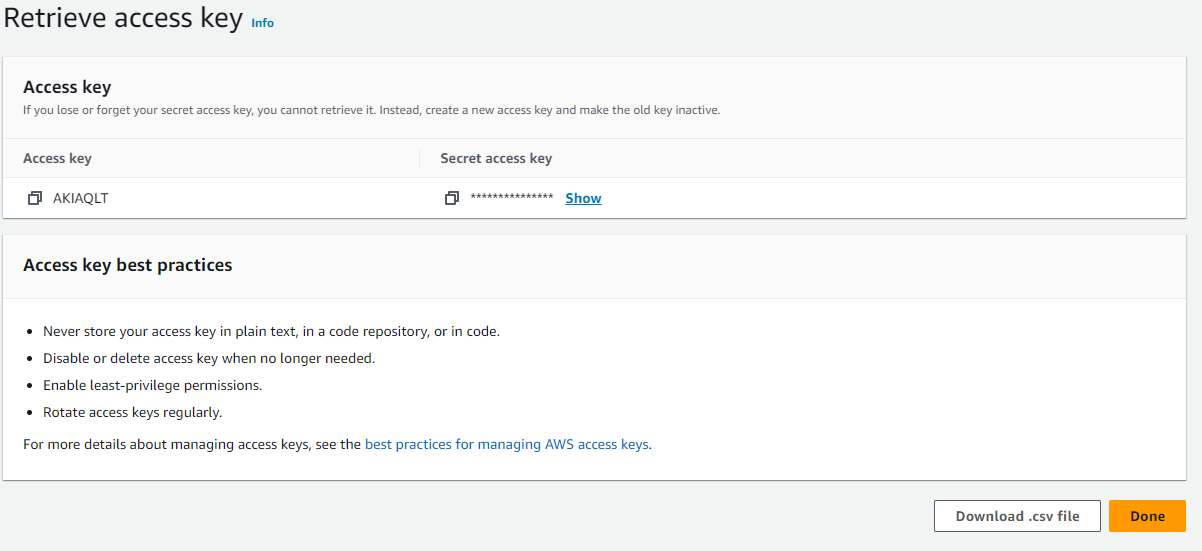 Retrieve access key Info
Access key
If you lose or forget your secret access key, you cannot retrieve it. Instead, create a new access key and make the old key inactive.
Access key Secret access key
AKIAQLT *************** Show
Access key best practices
Never store your access key in plain text, in a code repository, or in code.
Disable or delete access key when no longer needed.
Enable least-privilege permissions.
Rotate access keys regularly.
For more details about managing access keys, see the best practices for managing AWS access keys.
Download .csv file Done